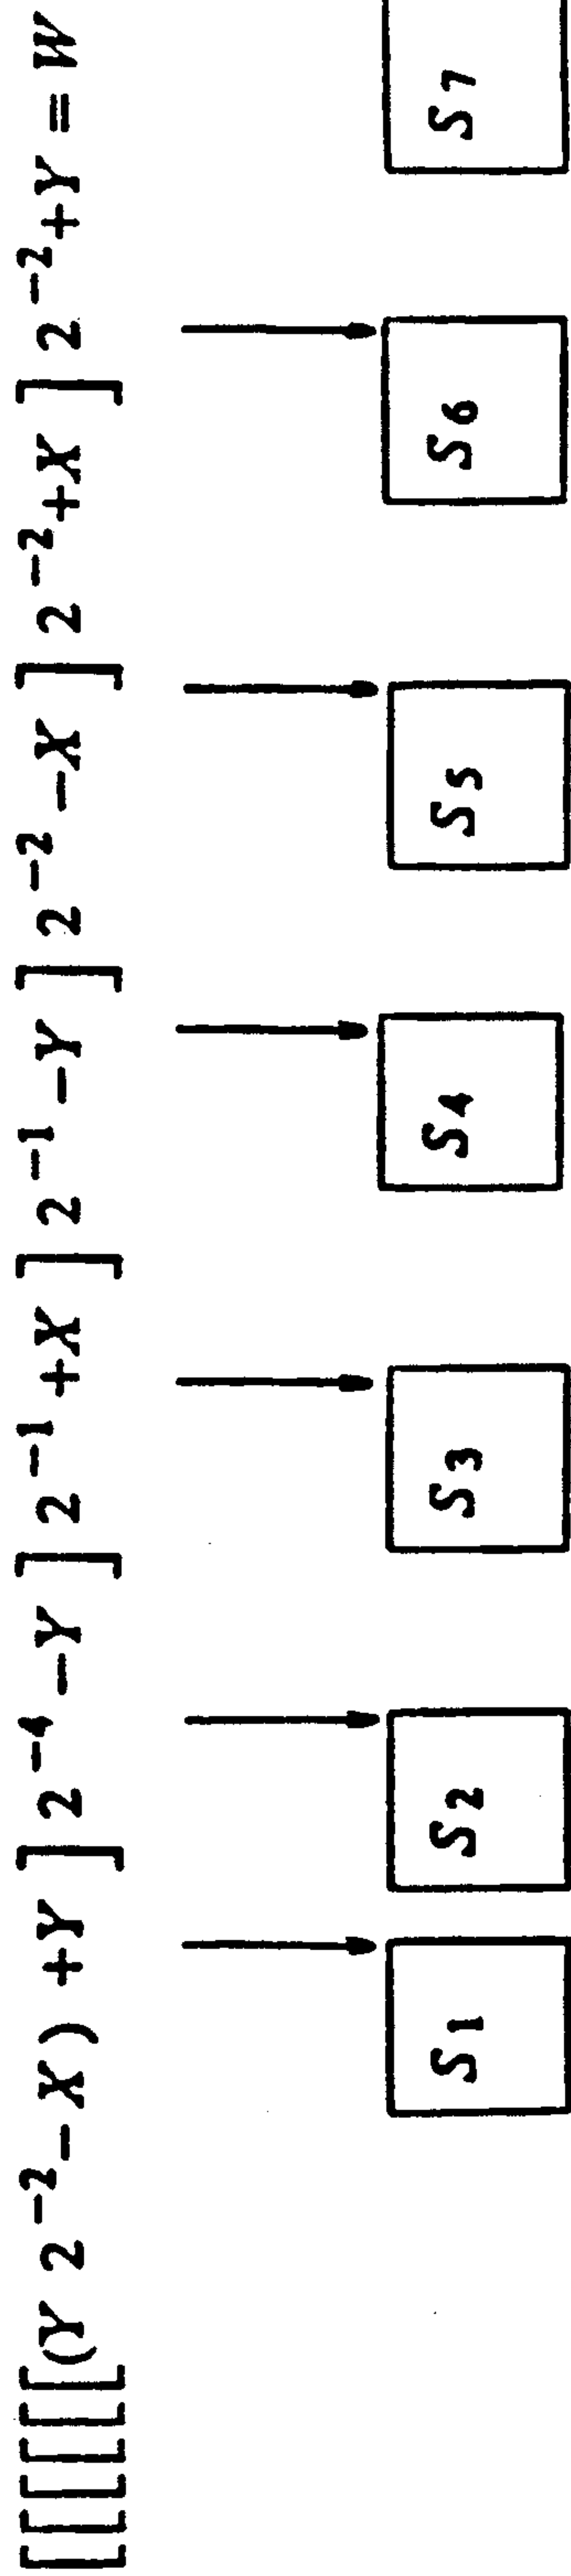 [[[[[[(Y 2⁻² − X) + Y] 2⁻⁴ − Y] 2⁻¹ + X] 2⁻¹ − Y] 2⁻² − X] 2⁻² + X] 2⁻² + Y = W
S1 S2 S3 S4 S5 S6 S7